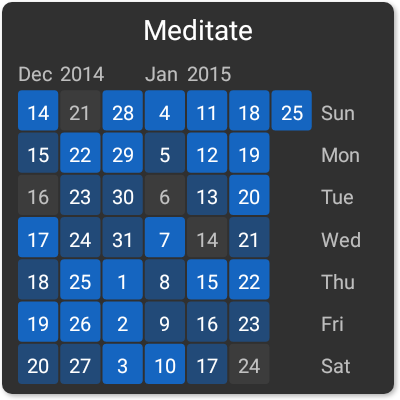 Meditate
Dec 2014 Jan 2015
14 21 28 4 11 18 25 Sun
15 22 29 5 12 19 Mon
16 23 30 6 13 20 Tue
17 24 31 7 14 21 Wed
18 25 1 8 15 22 Thu
19 26 2 9 16 23 Fri
20 27 3 10 17 24 Sat